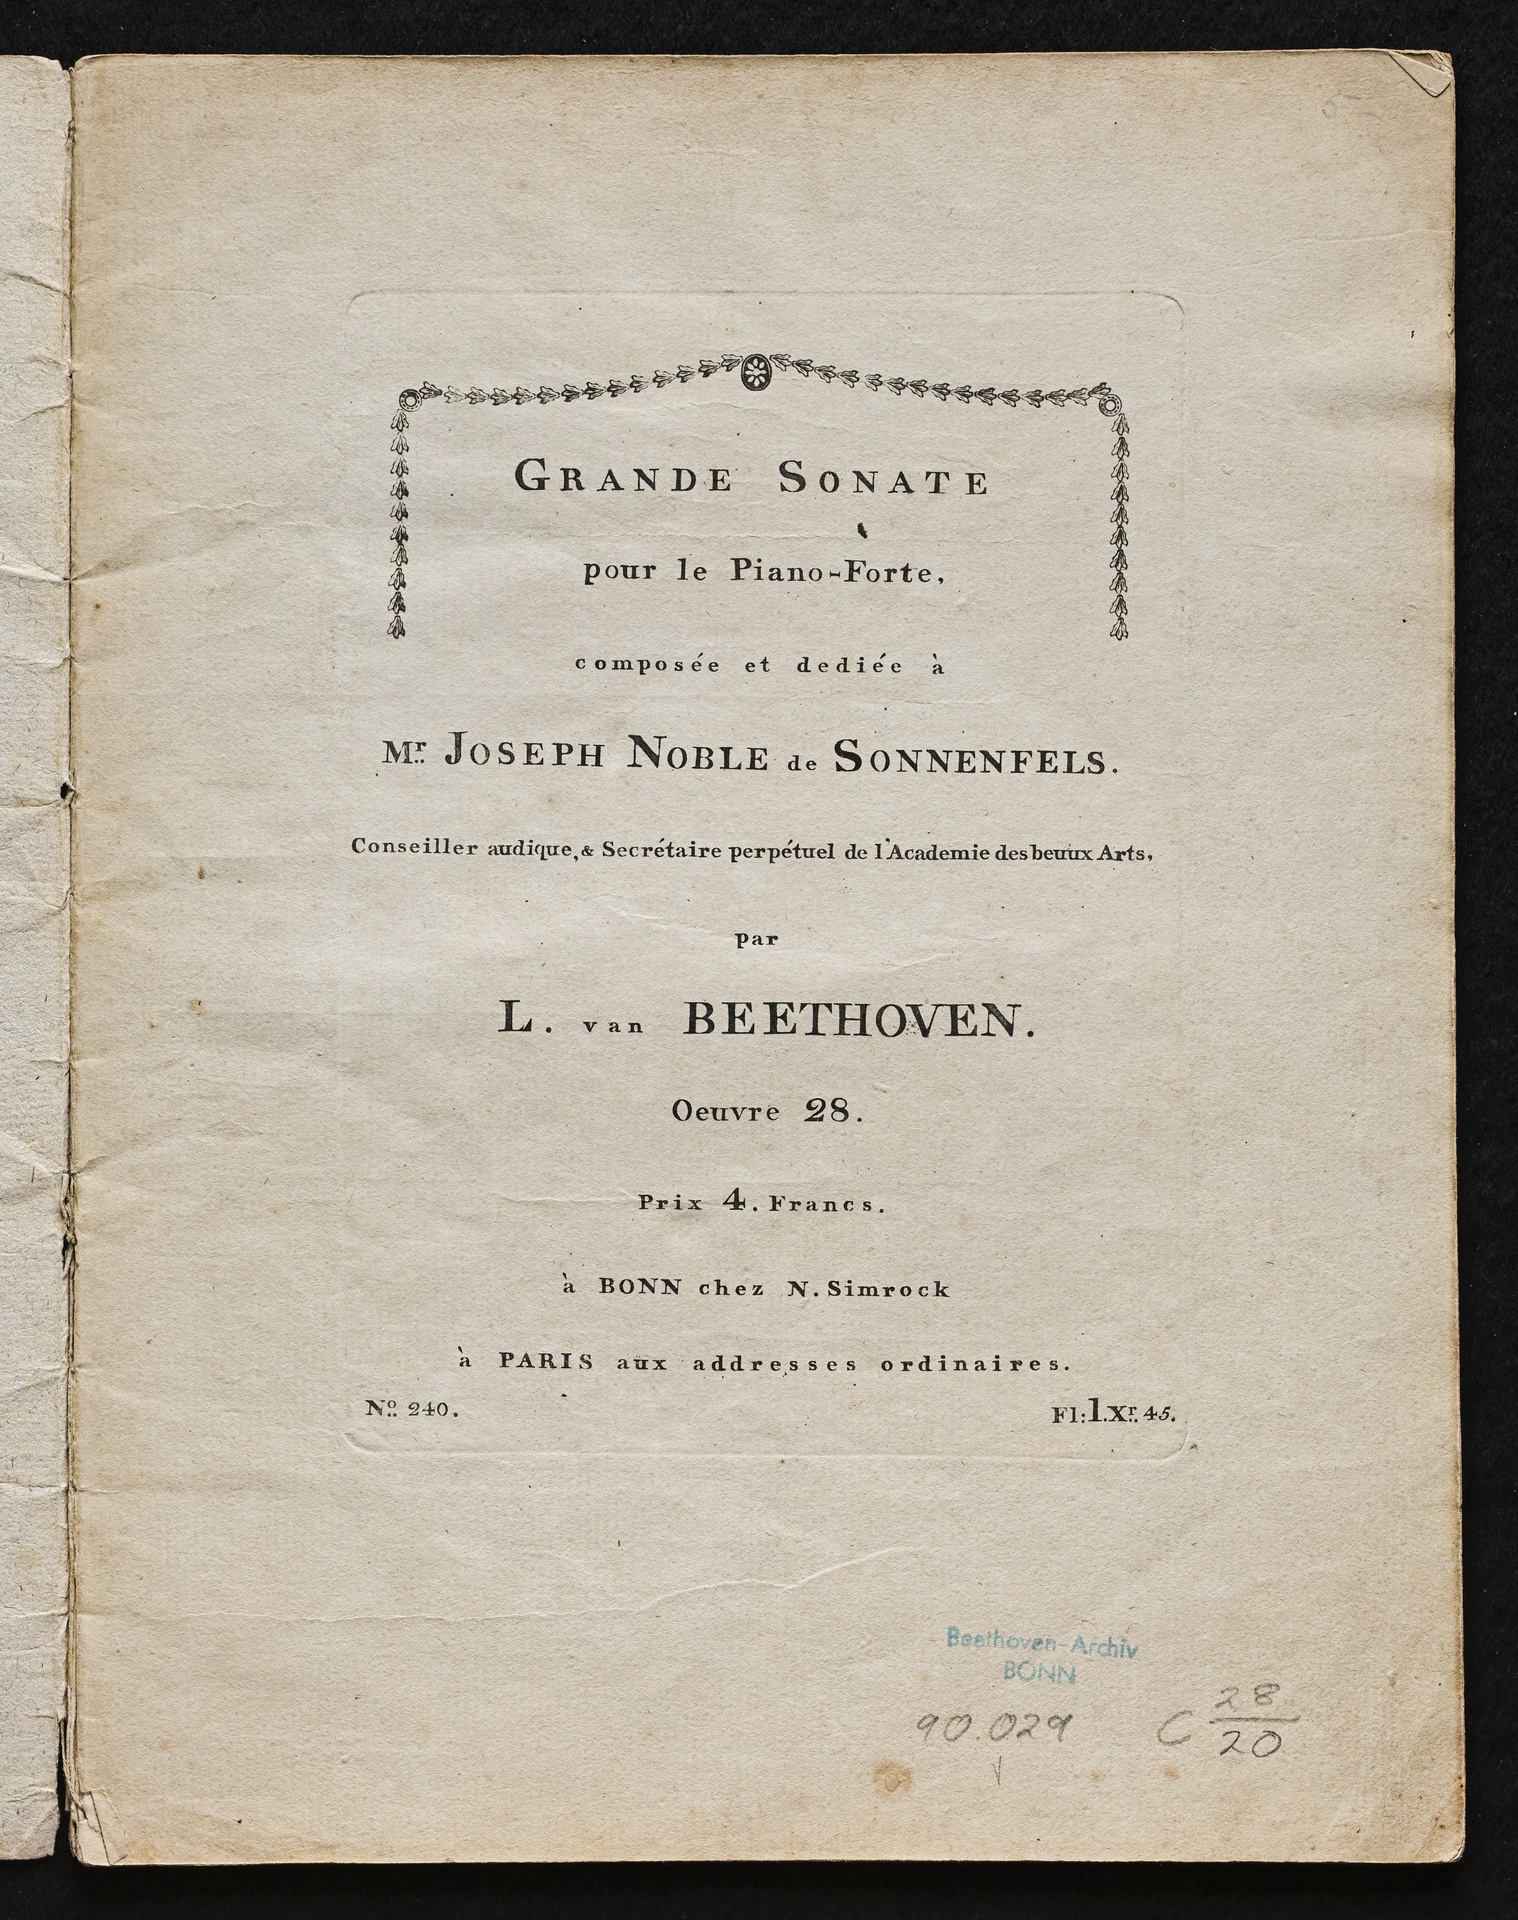 GRANDE SONATE
pour le Piano-Forte,
composée et dediée à
Mr. JOSEPH NOBLE de SONNENFELS.
Conseiller audique, & Secrétaire perpétuel de l'Academie des beuux Arts,
par
L. van BEETHOVEN.
Oeuvre 28.
Prix 4. Francs.
à BONN chez N. Simrock
à PARIS aux addresses ordinaires.
No. 240. Fl: 1. Xr. 45.
Beethoven-Archiv
BONN
90.029
C 28/20